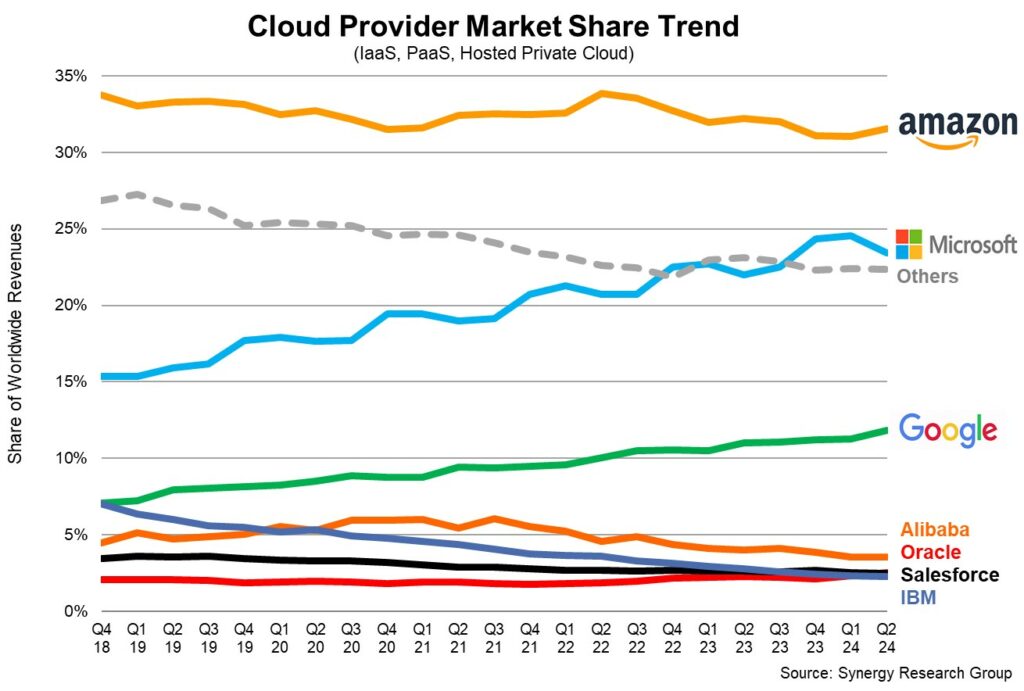 Cloud Provider Market Share Trend
(IaaS, PaaS, Hosted Private Cloud)
Share of Worldwide Revenues
35%
30%
25%
20%
15%
10%
5%
0%
amazon
Microsoft
Others
Google
Alibaba
Oracle
Salesforce
IBM
Q4 Q1 Q2 Q3 Q4 Q1 Q2 Q3 Q4 Q1 Q2 Q3 Q4 Q1 Q2 Q3 Q4 Q1 Q2 Q3 Q4 Q1 Q2
18 19 19 19 19 20 20 20 20 21 21 21 21 22 22 22 22 23 23 23 23 24 24
Source: Synergy Research Group